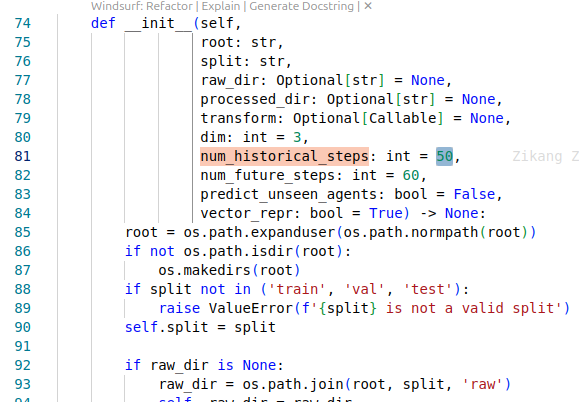 Windsurf: Refactor | Explain | Generate Docstring | ×
74 def __init__(self,
75 root: str,
76 split: str,
77 raw_dir: Optional[str] = None,
78 processed_dir: Optional[str] = None,
79 transform: Optional[Callable] = None,
80 dim: int = 3,
81 num_historical_steps: int = 50, Zikang Z
82 num_future_steps: int = 60,
83 predict_unseen_agents: bool = False,
84 vector_repr: bool = True) -> None:
85 root = os.path.expanduser(os.path.normpath(root))
86 if not os.path.isdir(root):
87 os.makedirs(root)
88 if split not in ('train', 'val', 'test'):
89 raise ValueError(f'{split} is not a valid split')
90 self.split = split
91
92 if raw_dir is None:
93 raw_dir = os.path.join(root, split, 'raw')
94 self._raw_dir = raw_dir